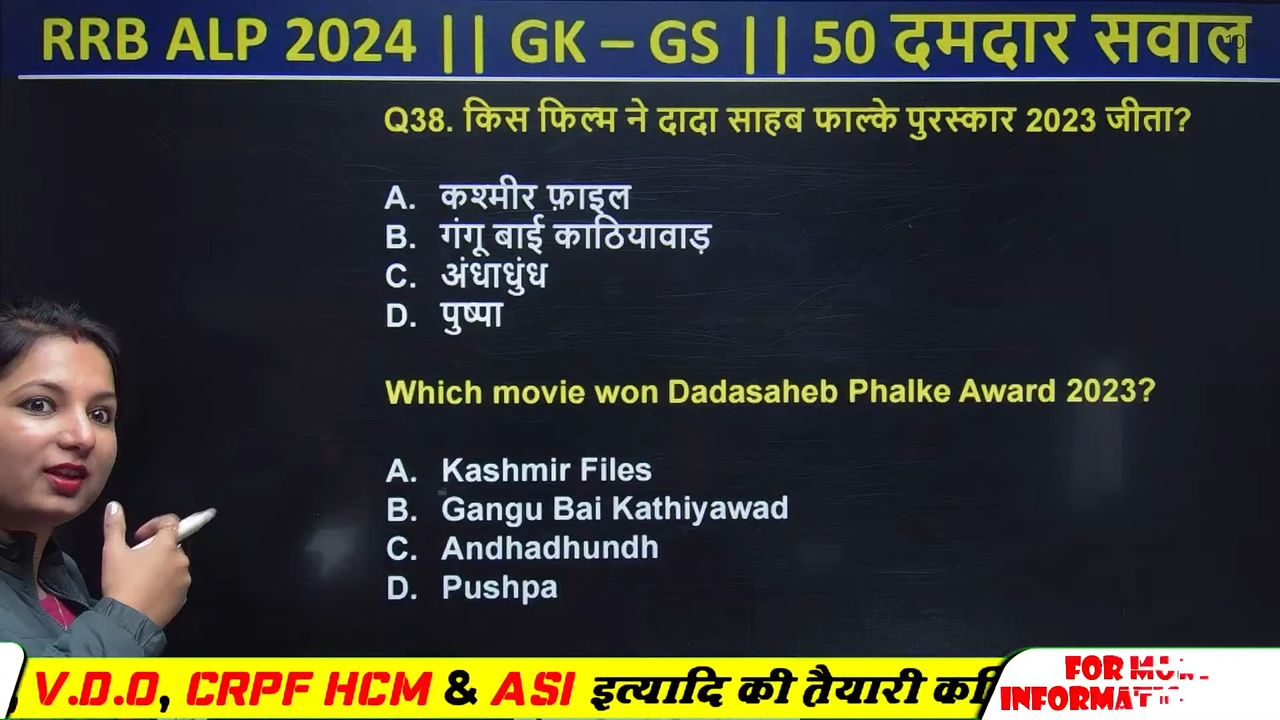 RRB ALP 2024 || GK – GS || 50 दमदार सवाल
10
Q38. किस फिल्म ने दादा साहब फाल्के पुरस्कार 2023 जीता?
A. कश्मीर फ़ाइल
B. गंगू बाई काठियावाड़
C. अंधाधुंध
D. पुष्पा
Which movie won Dadasaheb Phalke Award 2023?
A. Kashmir Files
B. Gangu Bai Kathiyawad
C. Andhadhundh
D. Pushpa
V.D.O, CRPF HCM & ASI इत्यादि की तैयारी
FOR